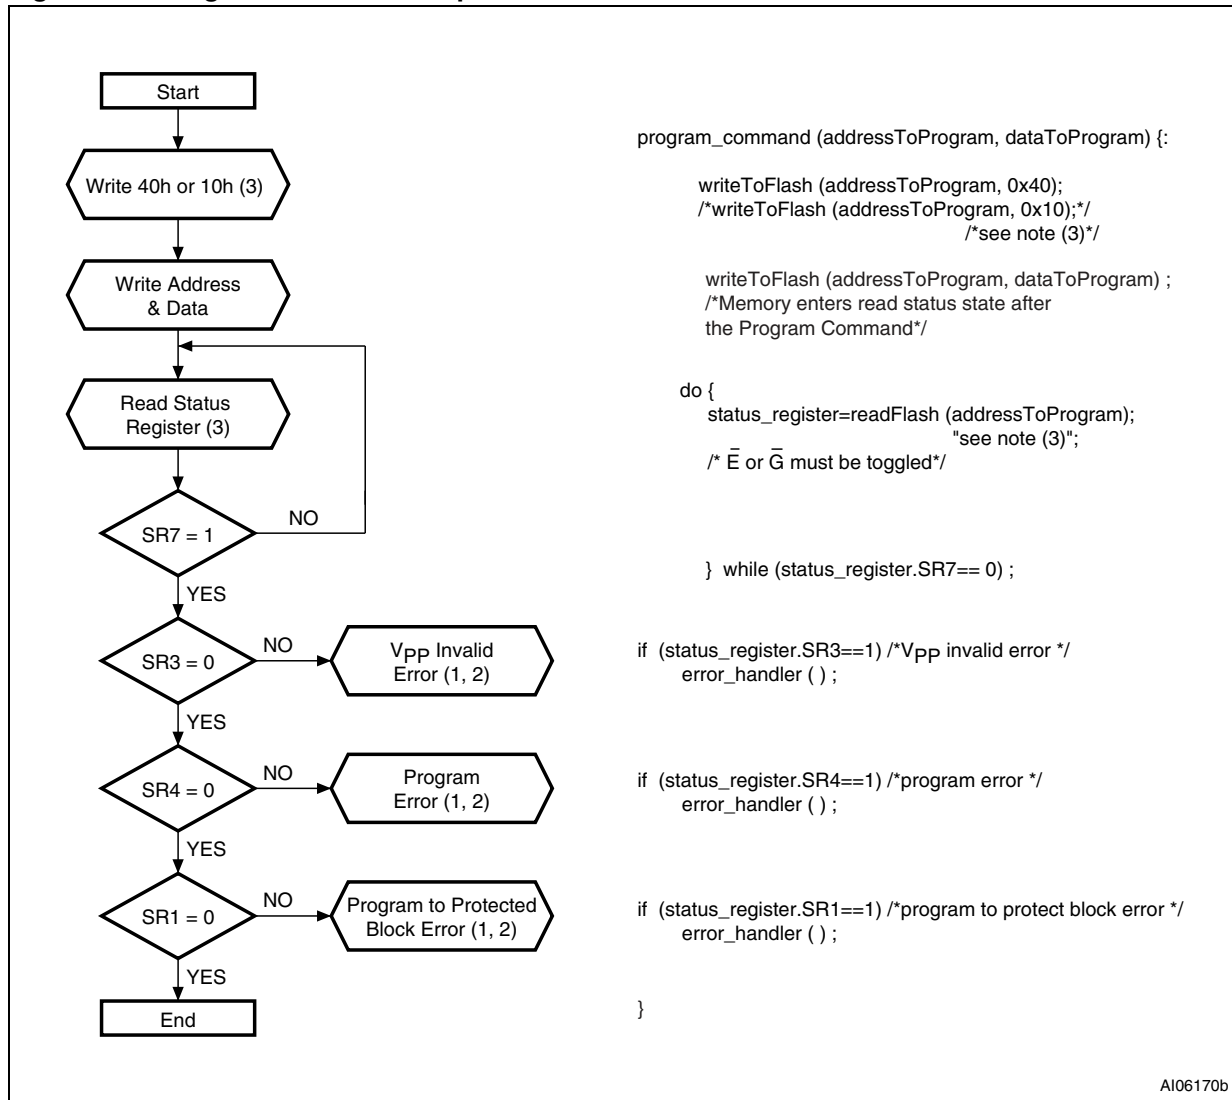 Start
Write 40h or 10h (3)
Write Address
& Data
Read Status
Register (3)
SR7 = 1
NO
YES
SR3 = 0
NO
VPP Invalid
Error (1, 2)
YES
SR4 = 0
NO
Program
Error (1, 2)
YES
SR1 = 0
NO
Program to Protected
Block Error (1, 2)
YES
End
program_command (addressToProgram, dataToProgram) {:
writeToFlash (addressToProgram, 0x40);
/*writeToFlash (addressToProgram, 0x10);*/
/*see note (3)*/
writeToFlash (addressToProgram, dataToProgram) ;
/*Memory enters read status state after
the Program Command*/
do {
status_register=readFlash (addressToProgram);
"see note (3)";
/* E̅ or G̅ must be toggled*/
} while (status_register.SR7== 0) ;
if (status_register.SR3==1) /*VPP invalid error */
error_handler ( ) ;
if (status_register.SR4==1) /*program error */
error_handler ( ) ;
if (status_register.SR1==1) /*program to protect block error */
error_handler ( ) ;
}
AI06170b